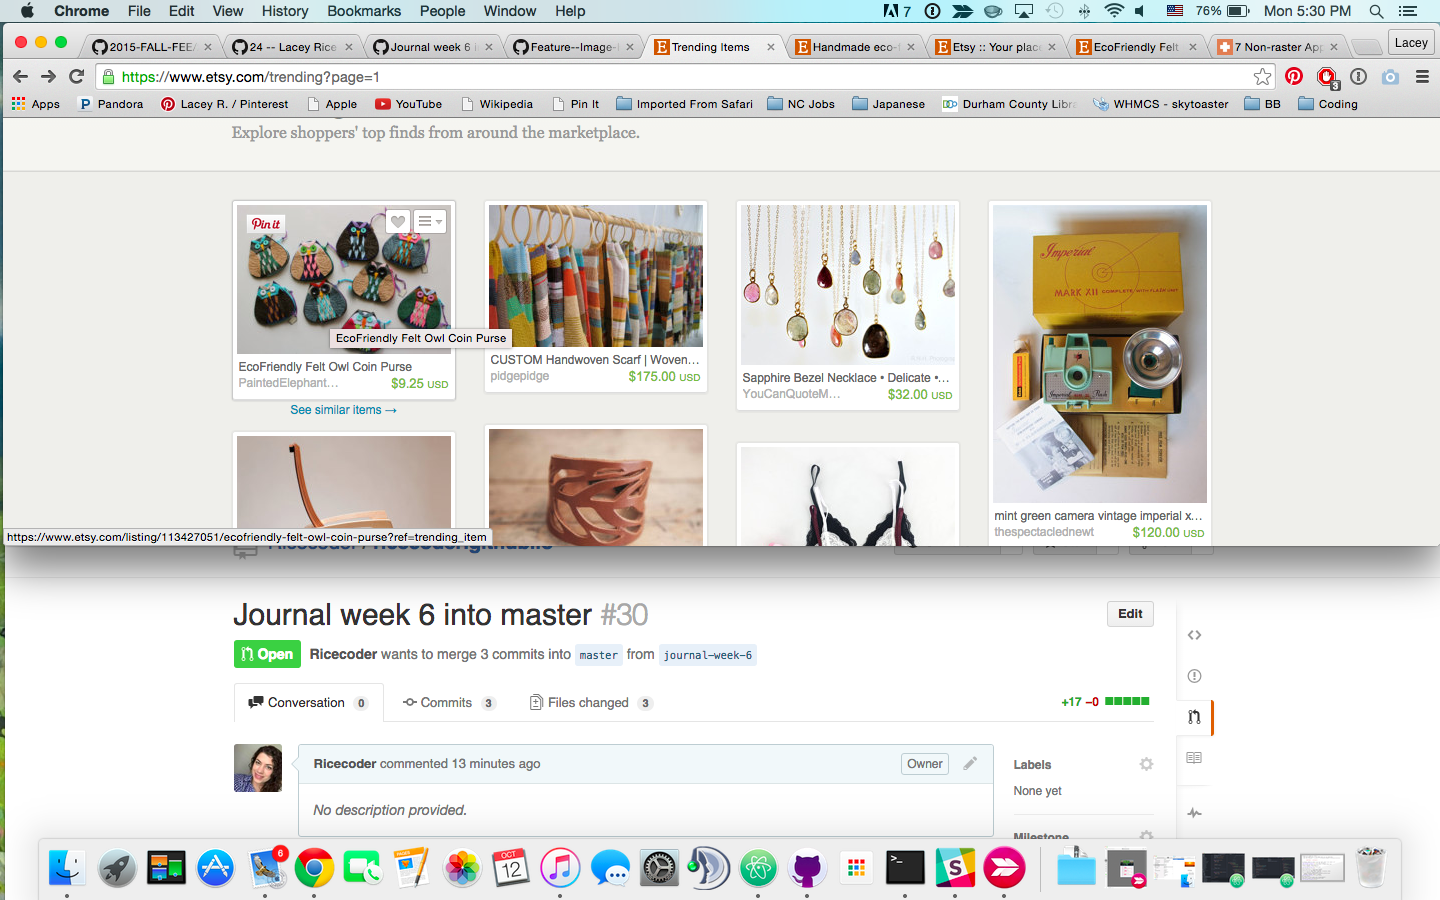 Chrome File Edit View History Bookmarks People Window Help 7 76% Mon 5:30 PM
2015-FALL-FEE 24 -- Lacey Rice Journal week 6 Feature--Image- Trending Items Handmade eco- Etsy :: Your place EcoFriendly Felt 7 Non-raster App Lacey
https://www.etsy.com/trending?page=1 3
Apps Pandora Lacey R. / Pinterest Apple YouTube Wikipedia Pin It Imported From Safari NC Jobs Japanese Durham County Libr WHMCS - skytoaster BB Coding
Explore shoppers' top finds from around the marketplace.
Pin it
Imperial
MARK XII COMPLETE WITH FLASH UNIT
EcoFriendly Felt Owl Coin Purse
EcoFriendly Felt Owl Coin Purse
PaintedElephant... $9.25 USD
See similar items →
CUSTOM Handwoven Scarf | Woven...
pidgepidge $175.00 USD
Sapphire Bezel Necklace • Delicate •...
YouCanQuoteM... $32.00 USD
mint green camera vintage imperial x...
thespectaclednewt $120.00 USD
https://www.etsy.com/listing/113427051/ecofriendly-felt-owl-coin-purse?ref=trending_item
Journal week 6 into master #30
Edit
Open Ricecoder wants to merge 3 commits into master from journal-week-6
Conversation 0 Commits 3 Files changed 3 +17 −0
Ricecoder commented 13 minutes ago Owner
No description provided.
Labels
None yet
Milestone
6
OCT
12